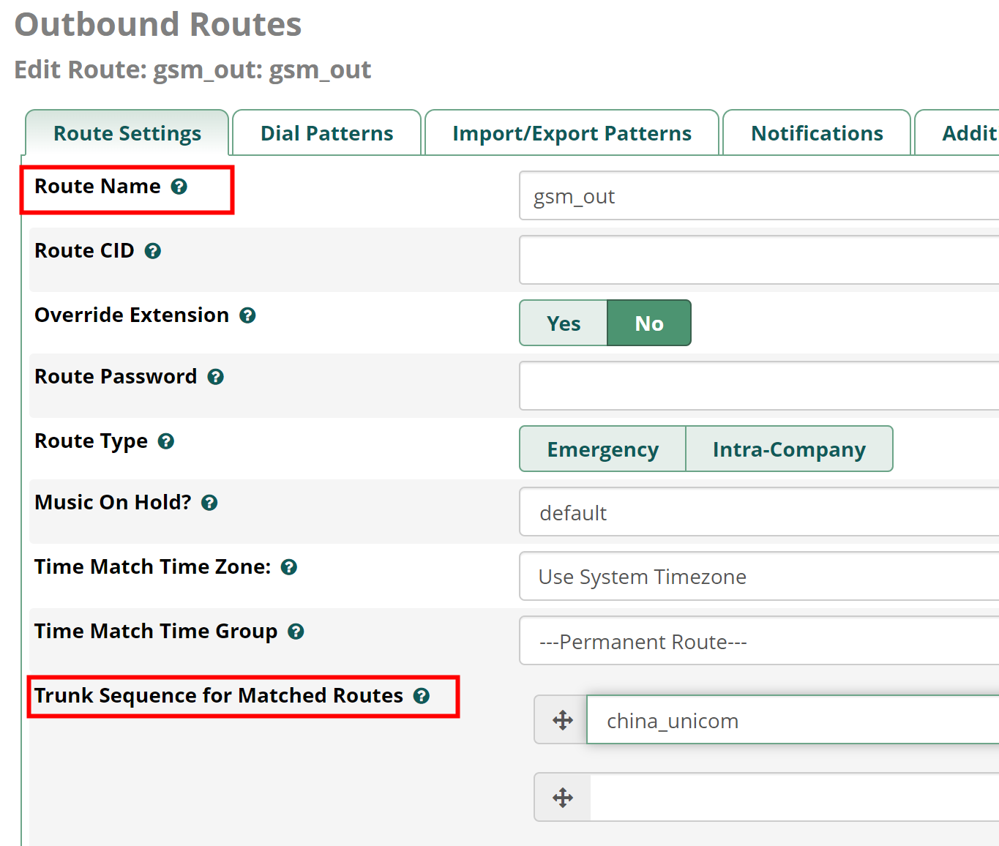 Outbound Routes
Edit Route: gsm_out: gsm_out
Route Settings
Dial Patterns
Import/Export Patterns
Notifications
Addit
Route Name
gsm_out
Route CID
Override Extension
Yes
No
Route Password
Route Type
Emergency
Intra-Company
Music On Hold?
default
Time Match Time Zone:
Use System Timezone
Time Match Time Group
---Permanent Route---
Trunk Sequence for Matched Routes
china_unicom